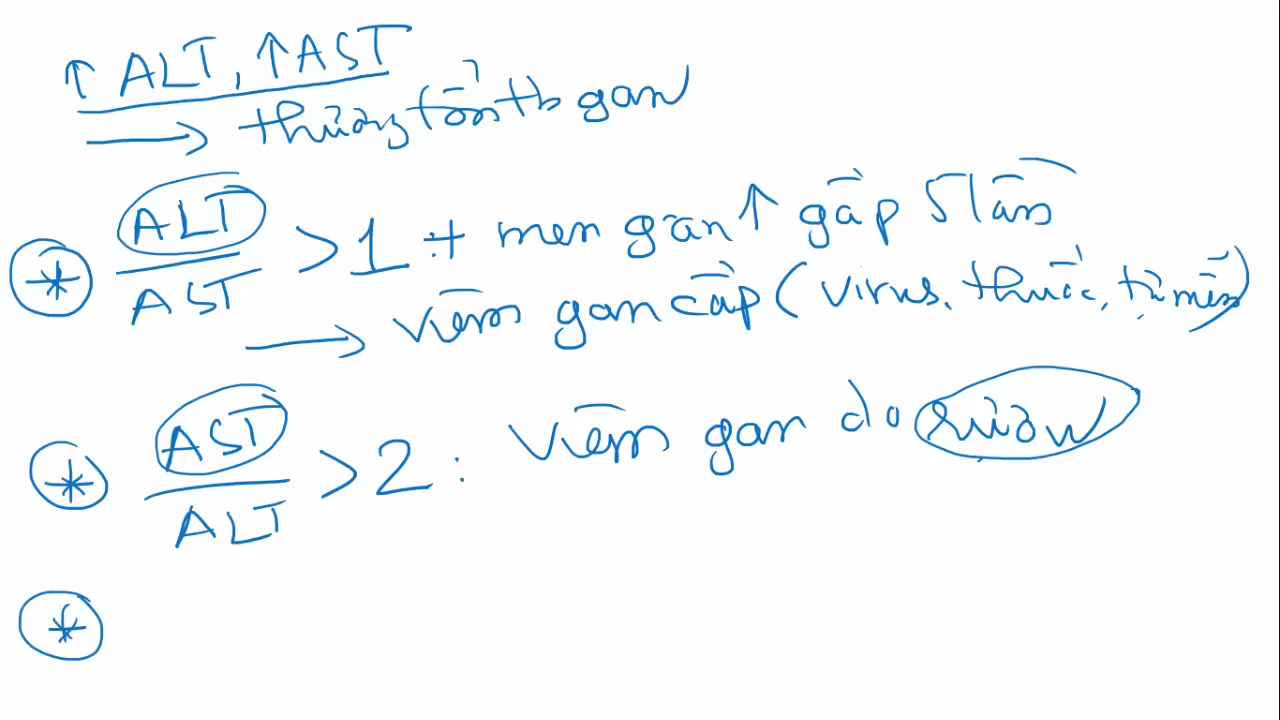 ↑ ALT, ↑AST
→ thương tổn tb gan
* ALT / AST > 1 : + men gan ↑ gấp 5 lần
→ viêm gan cấp (virus, thuốc, tự miễn)
* AST / ALT > 2 : viêm gan do rượu
*